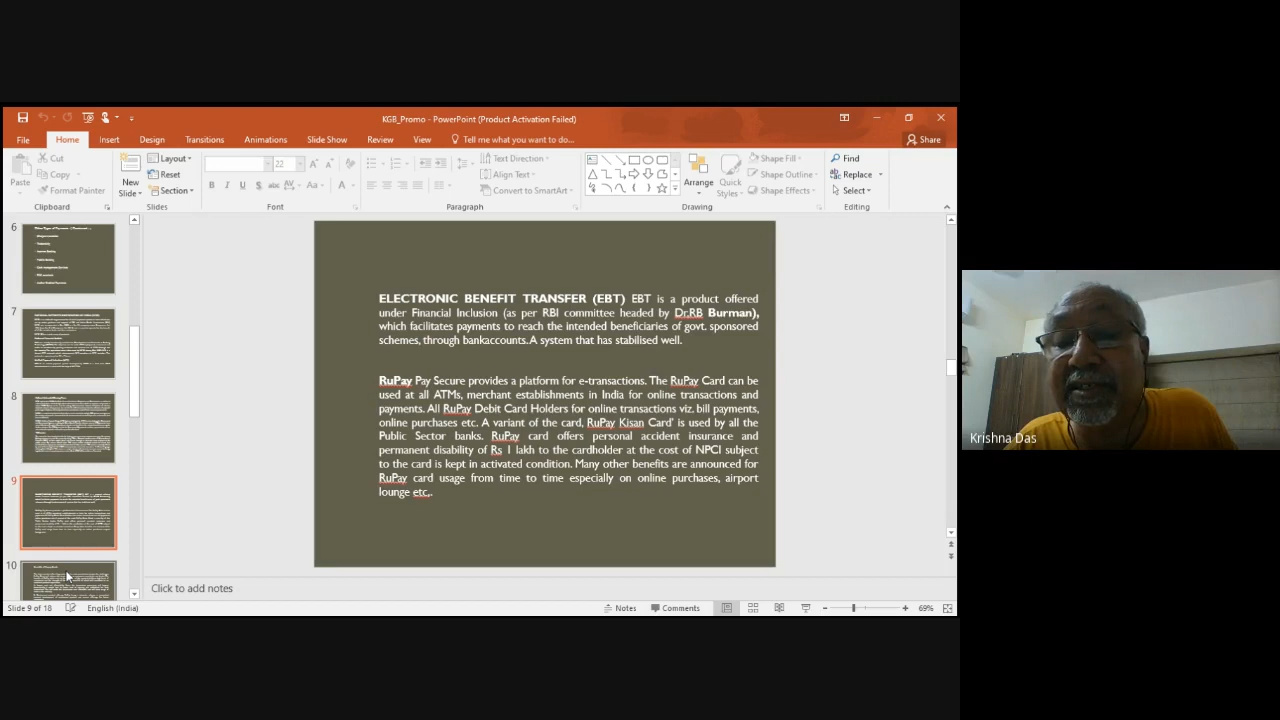 KGB_Promo - PowerPoint (Product Activation Failed)
File Home Insert Design Transitions Animations Slide Show Review View Tell me what you want to do... Share
Paste Cut Copy Format Painter Clipboard
New Slide Layout Reset Section Slides
22 Font
Text Direction Align Text Convert to SmartArt Paragraph
Arrange Quick Styles Shape Fill Shape Outline Shape Effects Drawing
Find Replace Select Editing
6
7
8
9
10
ELECTRONIC BENEFIT TRANSFER (EBT) EBT is a product offered
under Financial Inclusion (as per RBI committee headed by Dr.RB Burman),
which facilitates payments to reach the intended beneficiaries of govt. sponsored
schemes, through bankaccounts. A system that has stabilised well.
RuPay Pay Secure provides a platform for e-transactions. The RuPay Card can be
used at all ATMs, merchant establishments in India for online transactions and
payments. All RuPay Debit Card Holders for online transactions viz. bill payments,
online purchases etc. A variant of the card, RuPay Kisan Card' is used by all the
Public Sector banks. RuPay card offers personal accident insurance and
permanent disability of Rs 1 lakh to the cardholder at the cost of NPCI subject
to the card is kept in activated condition. Many other benefits are announced for
RuPay card usage from time to time especially on online purchases, airport
lounge etc,.
Click to add notes
Slide 9 of 18 English (India) Notes Comments 69%
Krishna Das